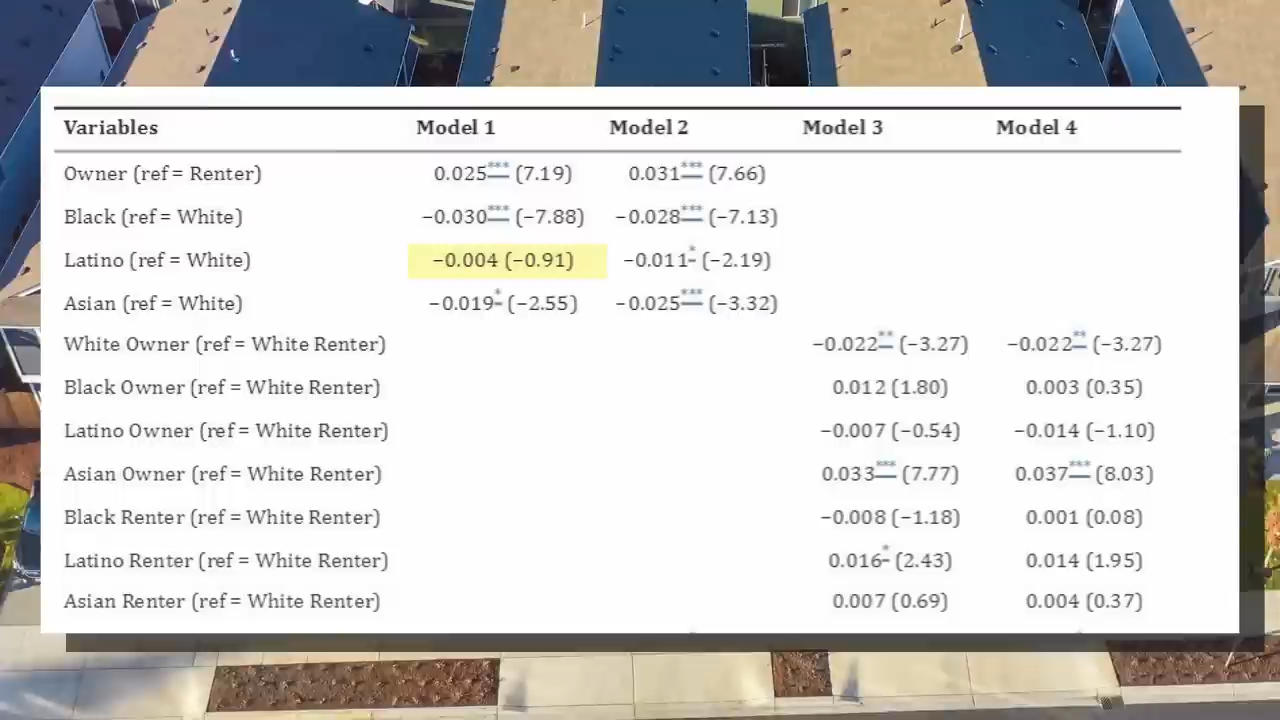 Variables Model 1 Model 2 Model 3 Model 4
Owner (ref = Renter) 0.025*** (7.19) 0.031*** (7.66)
Black (ref = White) −0.030*** (−7.88) −0.028*** (−7.13)
Latino (ref = White) −0.004 (−0.91) −0.011* (−2.19)
Asian (ref = White) −0.019* (−2.55) −0.025*** (−3.32)
White Owner (ref = White Renter) −0.022** (−3.27) −0.022** (−3.27)
Black Owner (ref = White Renter) 0.012 (1.80) 0.003 (0.35)
Latino Owner (ref = White Renter) −0.007 (−0.54) −0.014 (−1.10)
Asian Owner (ref = White Renter) 0.033*** (7.77) 0.037*** (8.03)
Black Renter (ref = White Renter) −0.008 (−1.18) 0.001 (0.08)
Latino Renter (ref = White Renter) 0.016* (2.43) 0.014 (1.95)
Asian Renter (ref = White Renter) 0.007 (0.69) 0.004 (0.37)